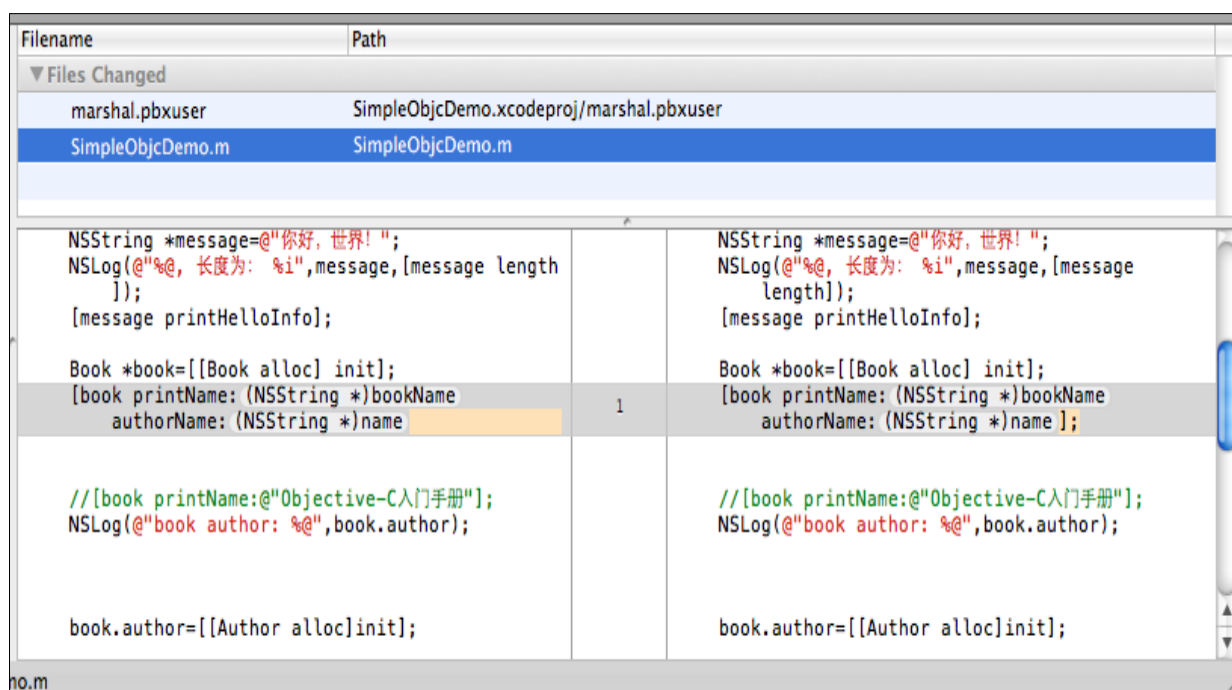 Filename Path
Files Changed
marshal.pbxuser SimpleObjcDemo.xcodeproj/marshal.pbxuser
SimpleObjcDemo.m SimpleObjcDemo.m
NSString *message=@"你好，世界！";
NSLog(@"%@, 长度为： %i",message,[message length
]);
[message printHelloInfo];
Book *book=[[Book alloc] init];
[book printName:(NSString *)bookName
authorName:(NSString *)name
//[book printName:@"Objective-C入门手册"];
NSLog(@"book author: %@",book.author);
book.author=[[Author alloc]init];
1
NSString *message=@"你好，世界！";
NSLog(@"%@, 长度为： %i",message,[message
length]);
[message printHelloInfo];
Book *book=[[Book alloc] init];
[book printName:(NSString *)bookName
authorName:(NSString *)name];
//[book printName:@"Objective-C入门手册"];
NSLog(@"book author: %@",book.author);
book.author=[[Author alloc]init];
no.m